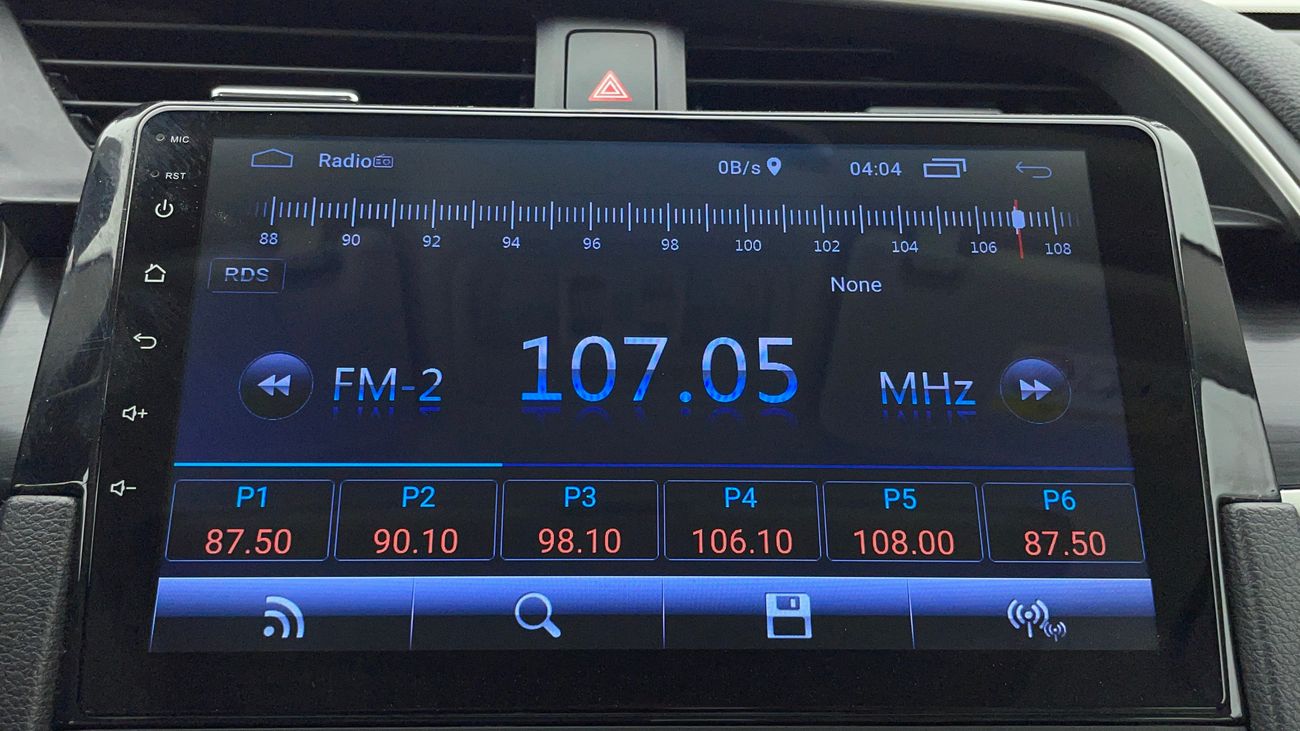 MIC
RST
Radio
0B/s
04:04
88 90 92 94 96 98 100 102 104 106 108
RDS
None
FM-2
107.05
MHz
P1 P2 P3 P4 P5 P6
87.50 90.10 98.10 106.10 108.00 87.50